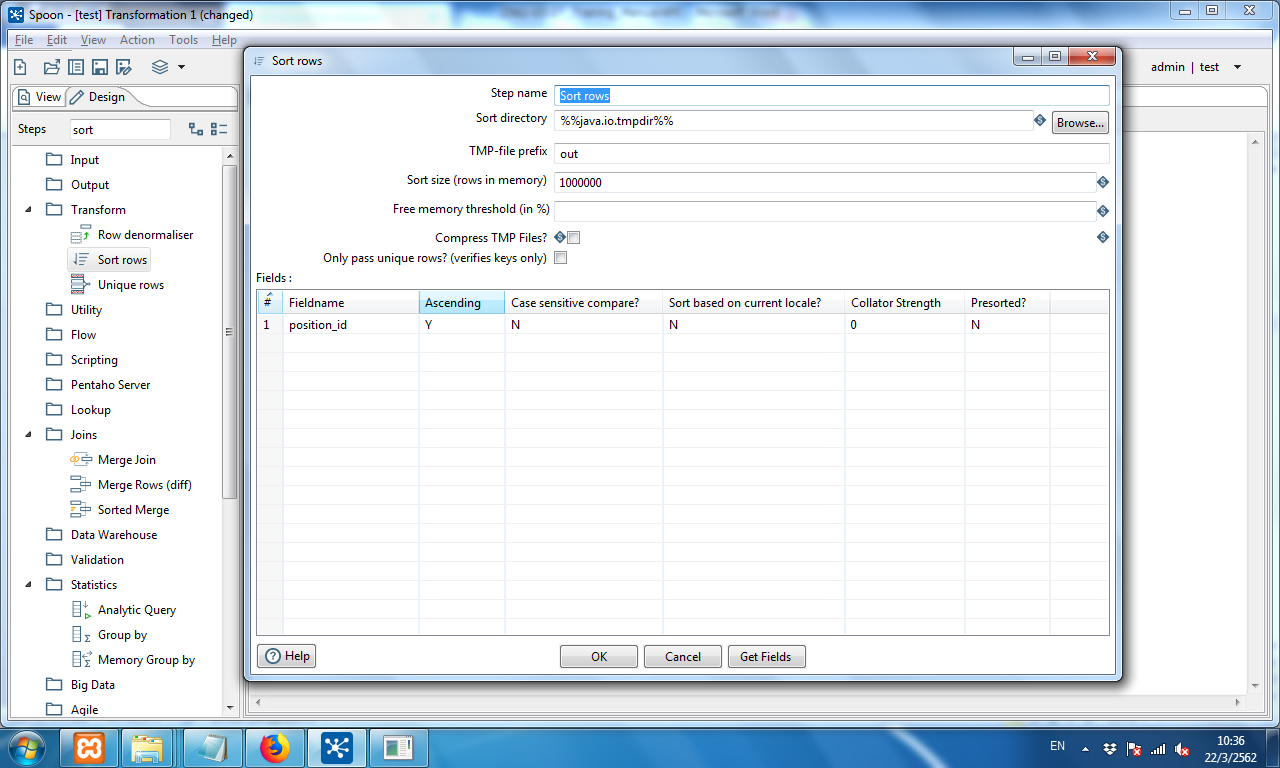 Spoon - [test] Transformation 1 (changed)
File Edit View Action Tools Help
admin | test
View Design
Steps sort
Input
Output
Transform
Row denormaliser
Sort rows
Unique rows
Utility
Flow
Scripting
Pentaho Server
Lookup
Joins
Merge Join
Merge Rows (diff)
Sorted Merge
Data Warehouse
Validation
Statistics
Analytic Query
Group by
Memory Group by
Big Data
Agile
Sort rows
Step name Sort rows
Sort directory %%java.io.tmpdir%% Browse...
TMP-file prefix out
Sort size (rows in memory) 1000000
Free memory threshold (in %)
Compress TMP Files?
Only pass unique rows? (verifies keys only)
Fields :
# Fieldname Ascending Case sensitive compare? Sort based on current locale? Collator Strength Presorted?
1 position_id Y N N 0 N
Help OK Cancel Get Fields
EN 10:36
22/3/2562